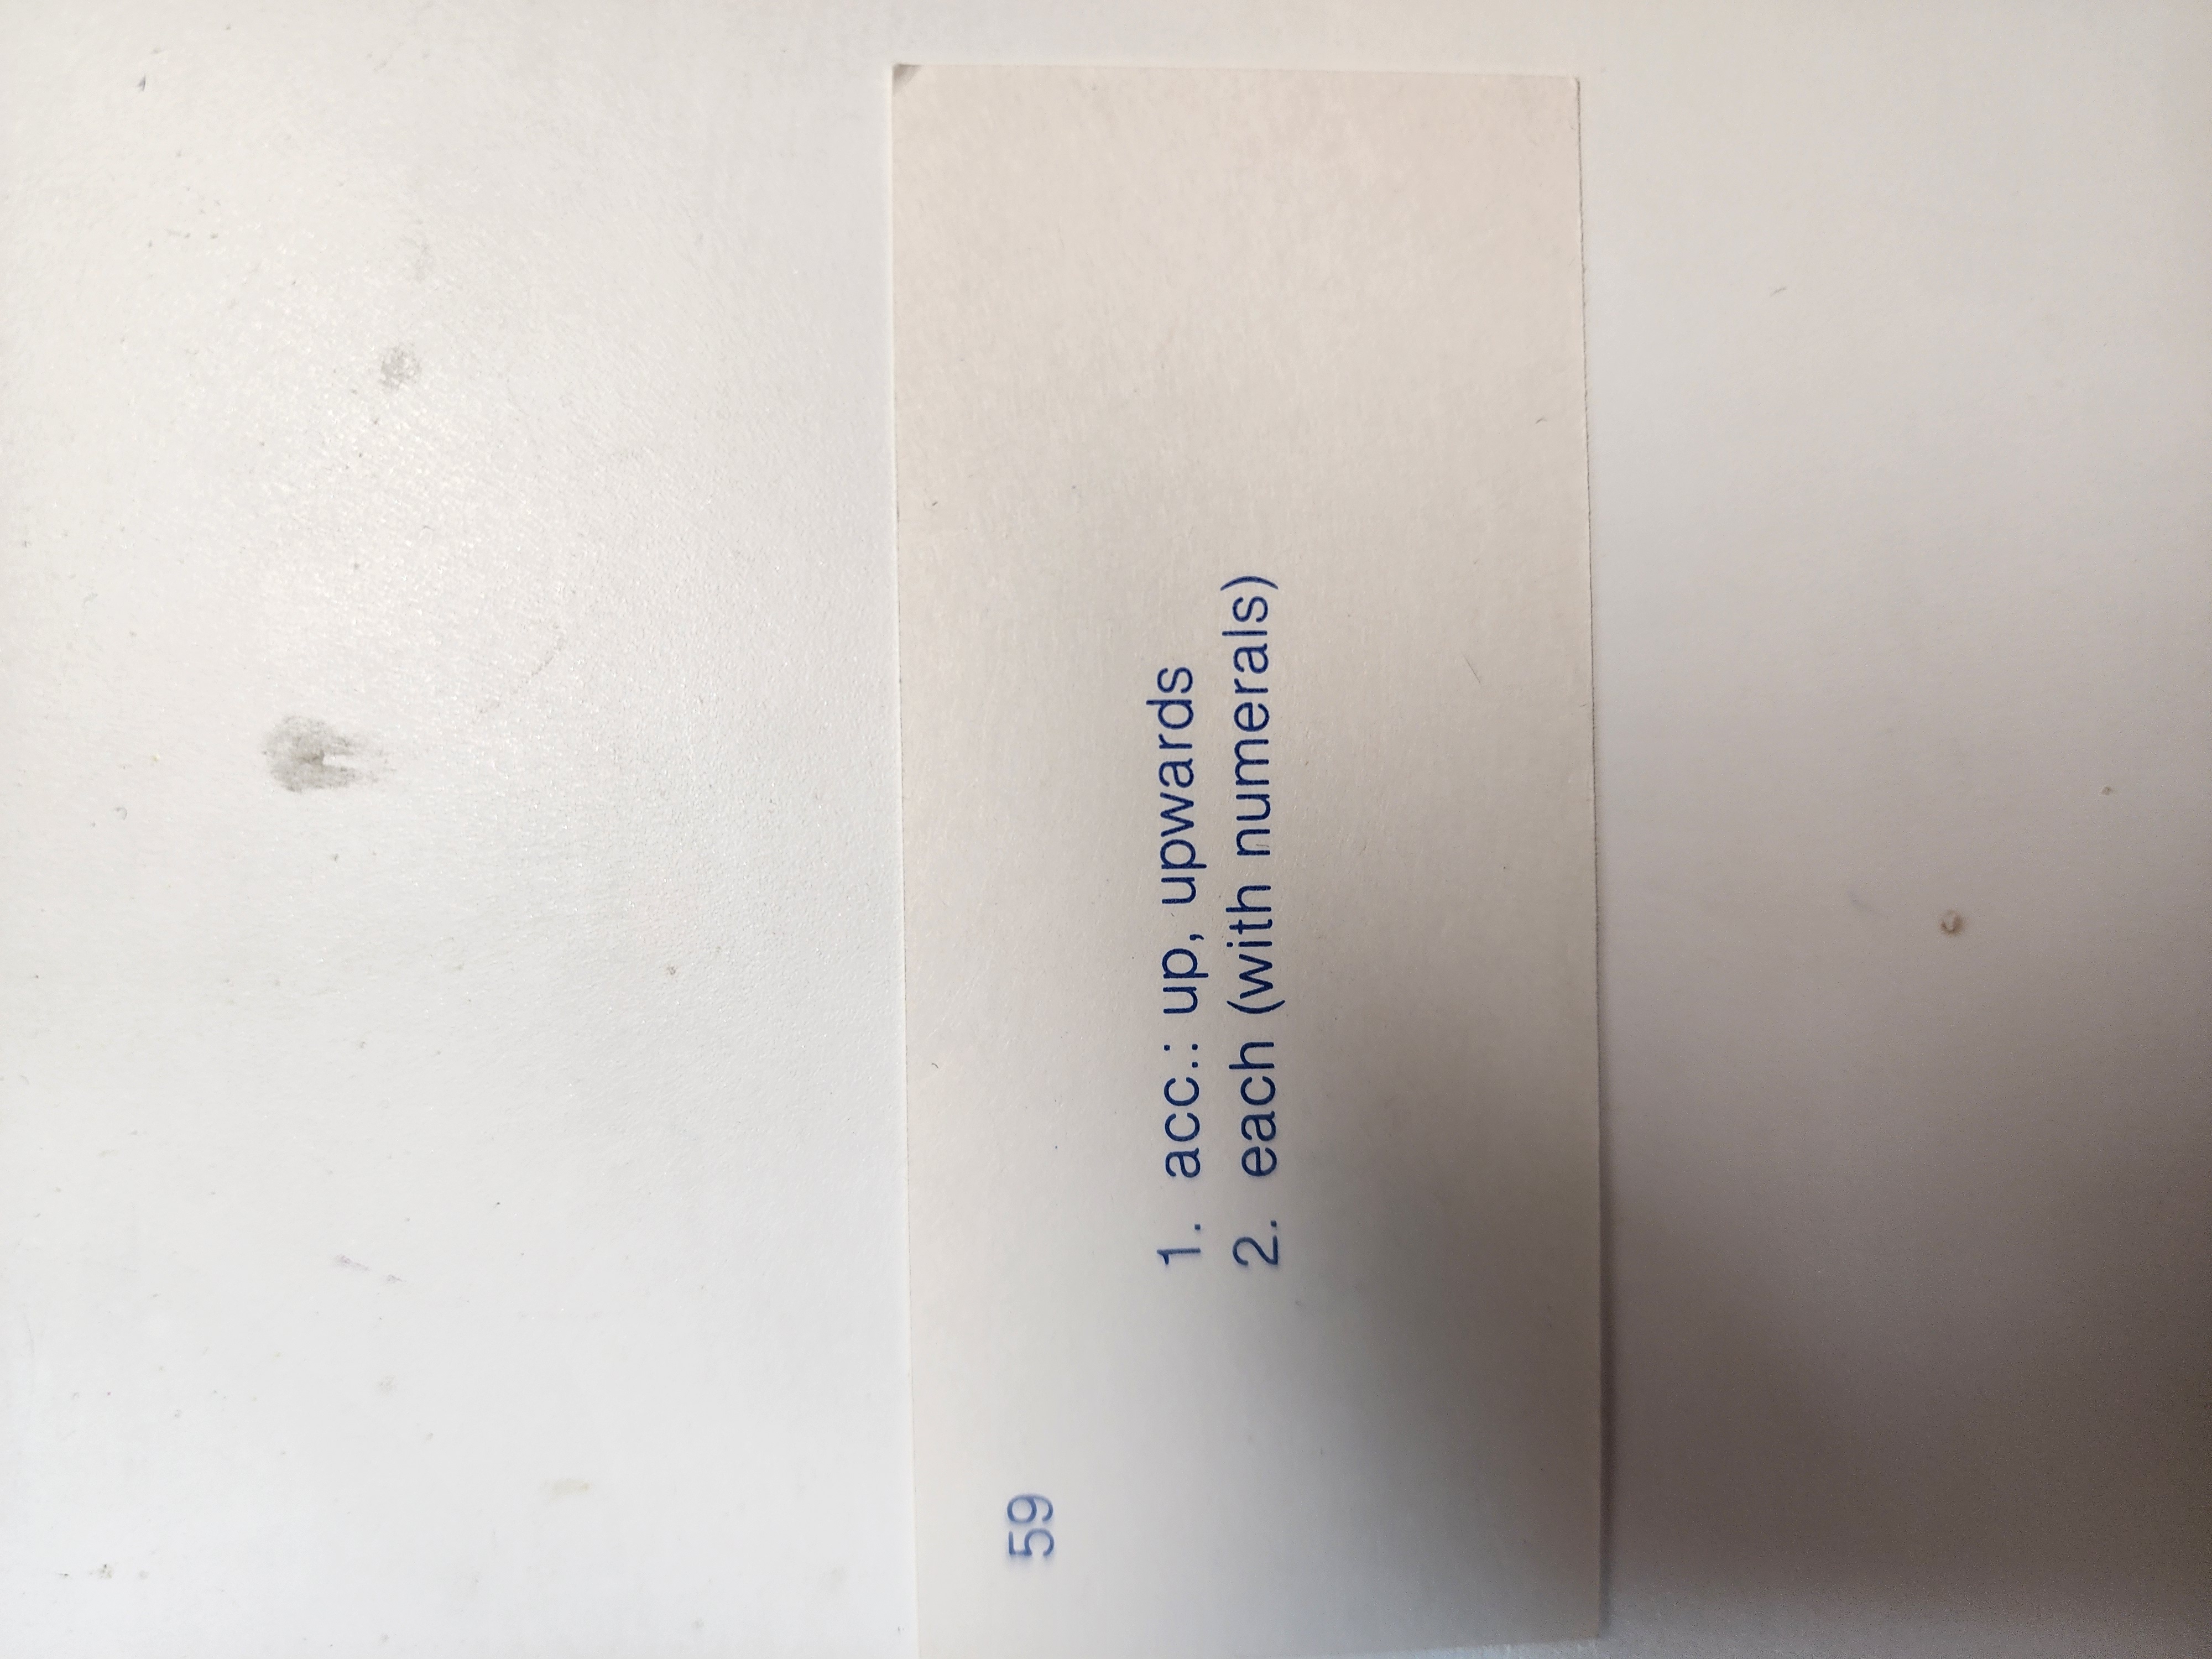 59
1. acc.: up, upwards
2. each (with numerals)